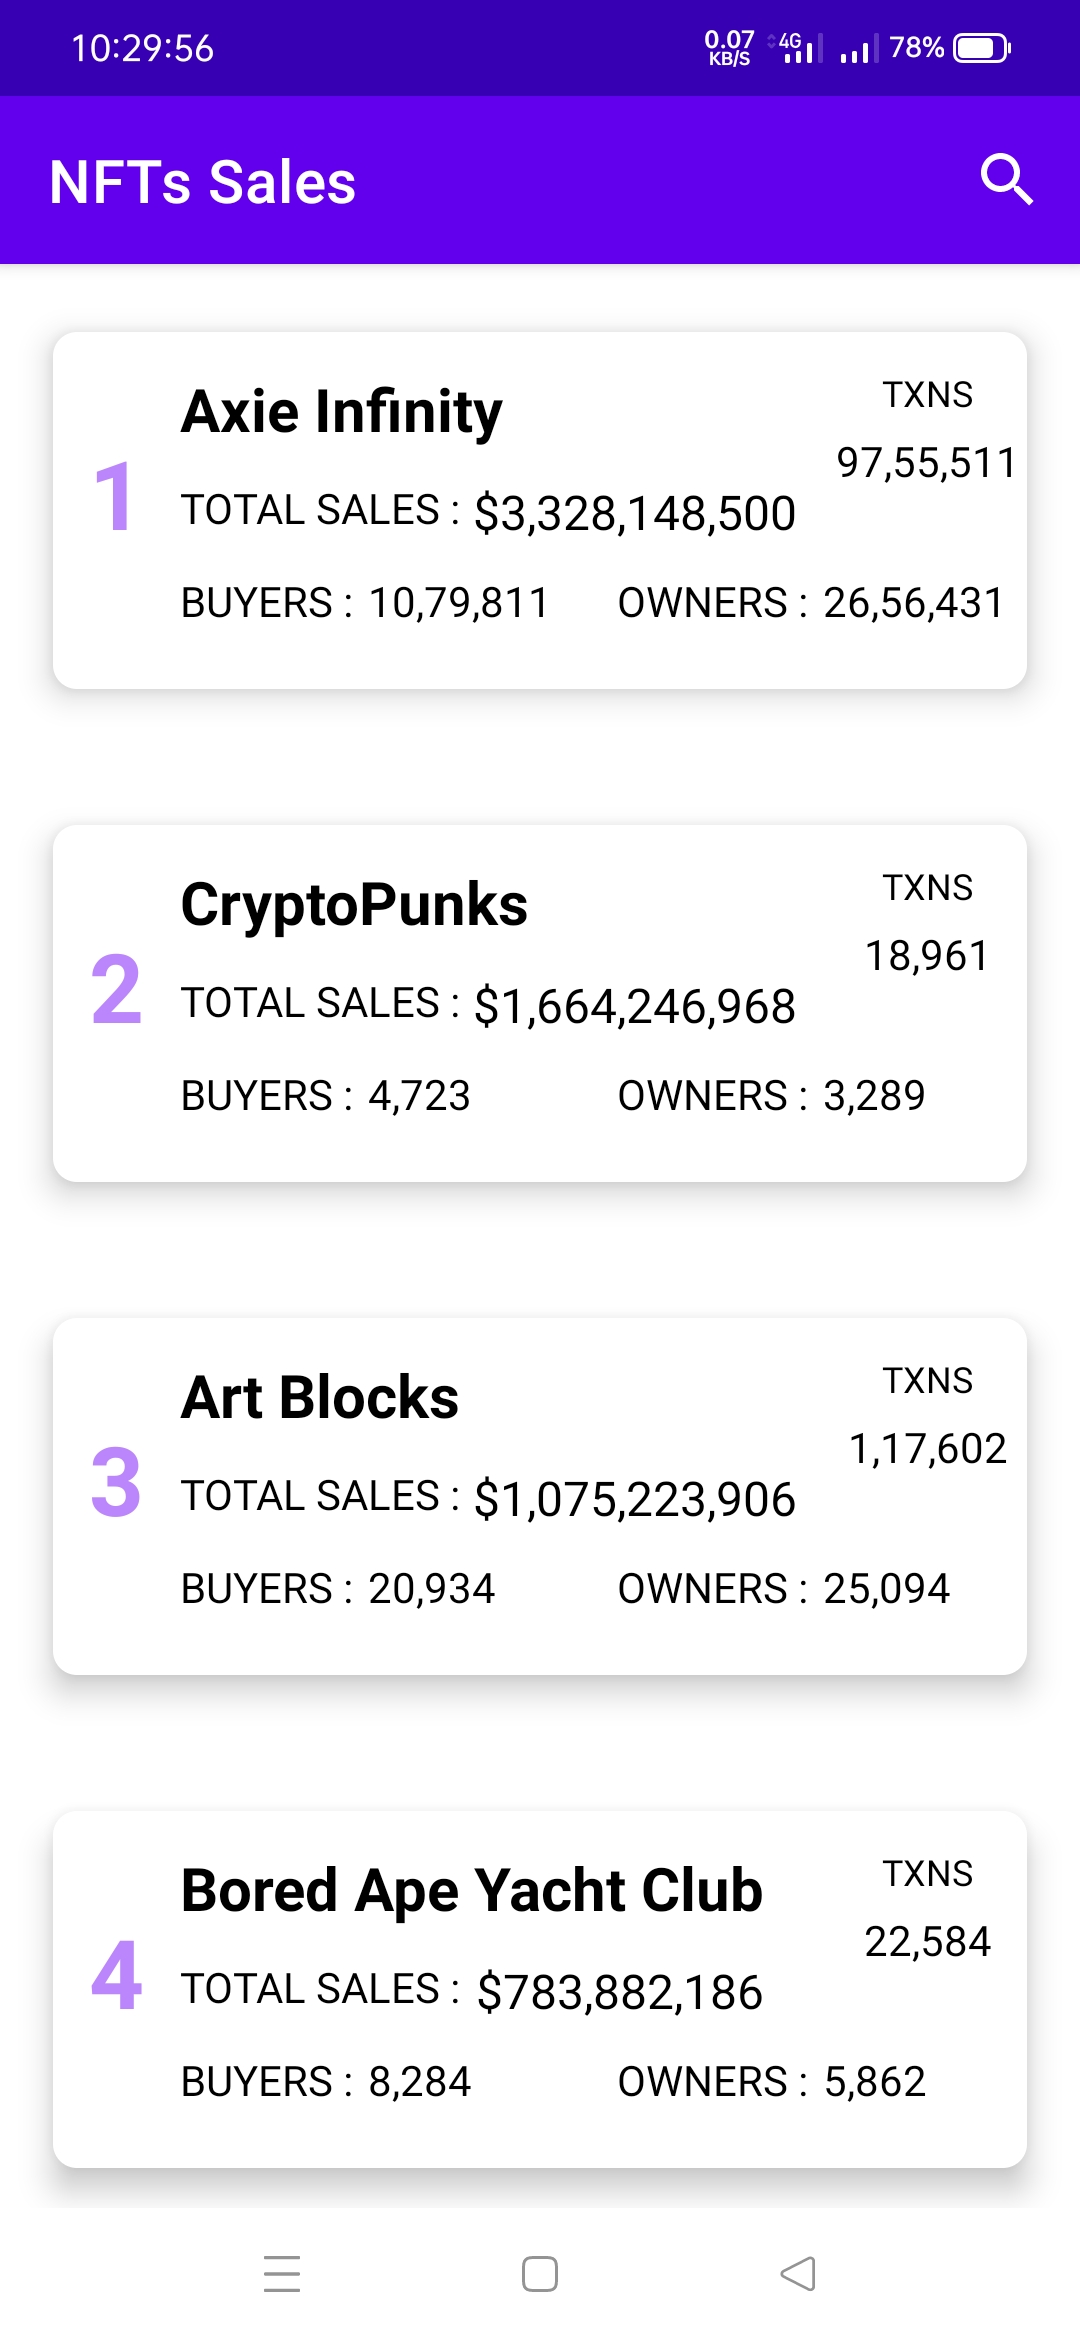 10:29:56 0.07 KB/S 4G 78%
NFTs Sales
1
Axie Infinity
TXNS
97,55,511
TOTAL SALES : $3,328,148,500
BUYERS : 10,79,811 OWNERS : 26,56,431
2
CryptoPunks
TXNS
18,961
TOTAL SALES : $1,664,246,968
BUYERS : 4,723 OWNERS : 3,289
3
Art Blocks
TXNS
1,17,602
TOTAL SALES : $1,075,223,906
BUYERS : 20,934 OWNERS : 25,094
4
Bored Ape Yacht Club
TXNS
22,584
TOTAL SALES : $783,882,186
BUYERS : 8,284 OWNERS : 5,862